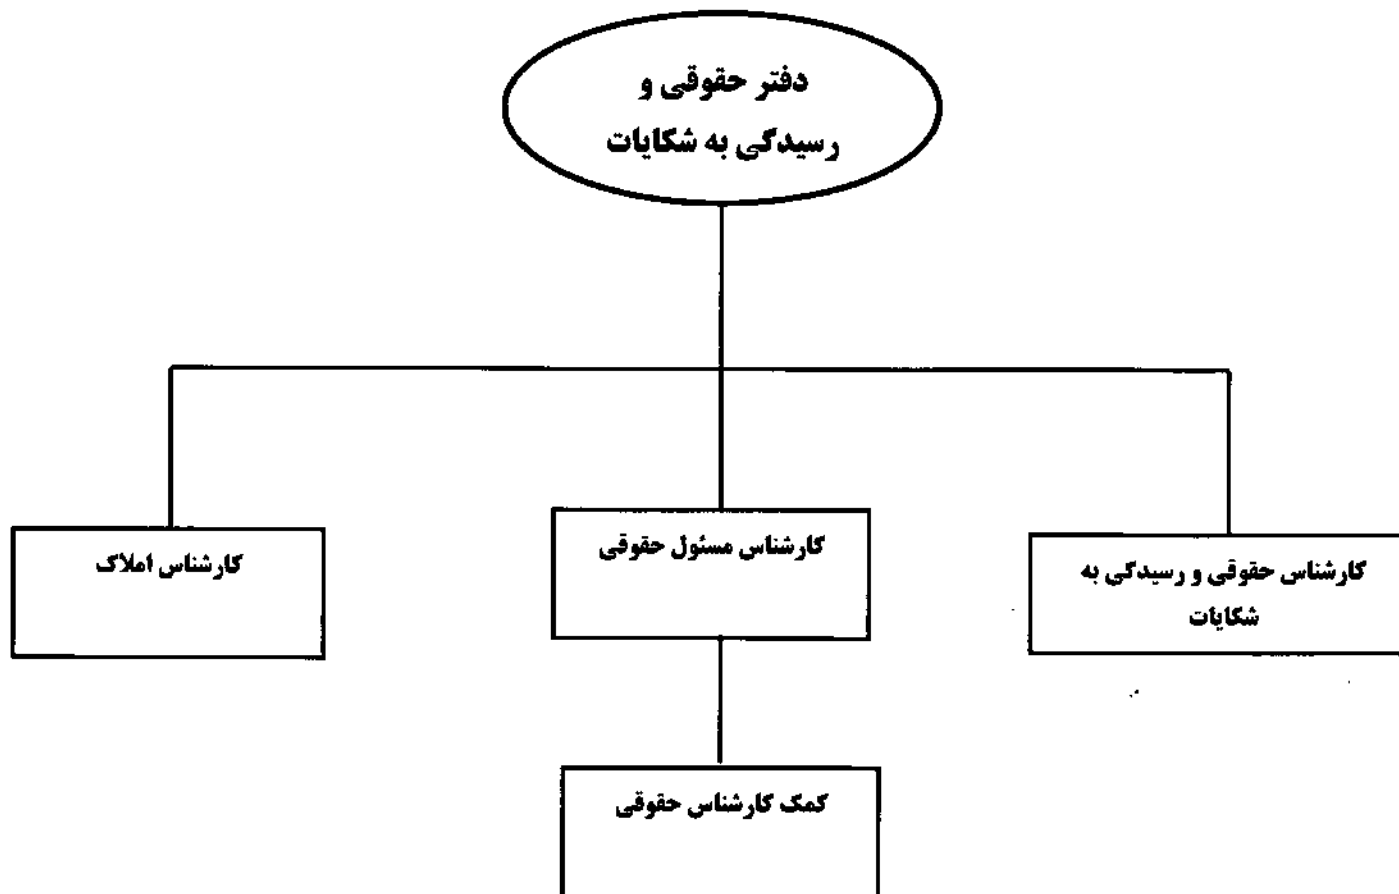 دفتر حقوقی و
رسیدگی به شکایات
کارشناس حقوقی و رسیدگی به
شکایات
کارشناس مسئول حقوقی
کارشناس املاک
کمک کارشناس حقوقی